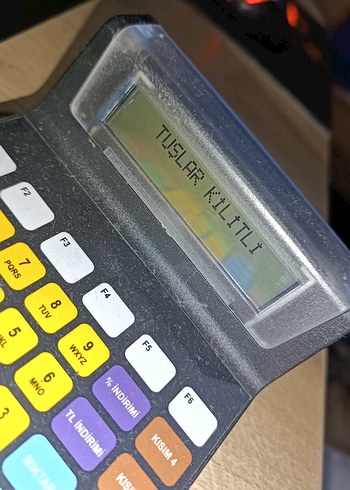 TUŞLAR KİLİTLİ
F2
F3
F4
F5
F6
7
PQRS
8
TUV
9
WXYZ
% İNDİRİMİ
KISIM 4
5
6
MNO
TL İNDİRİMİ
3